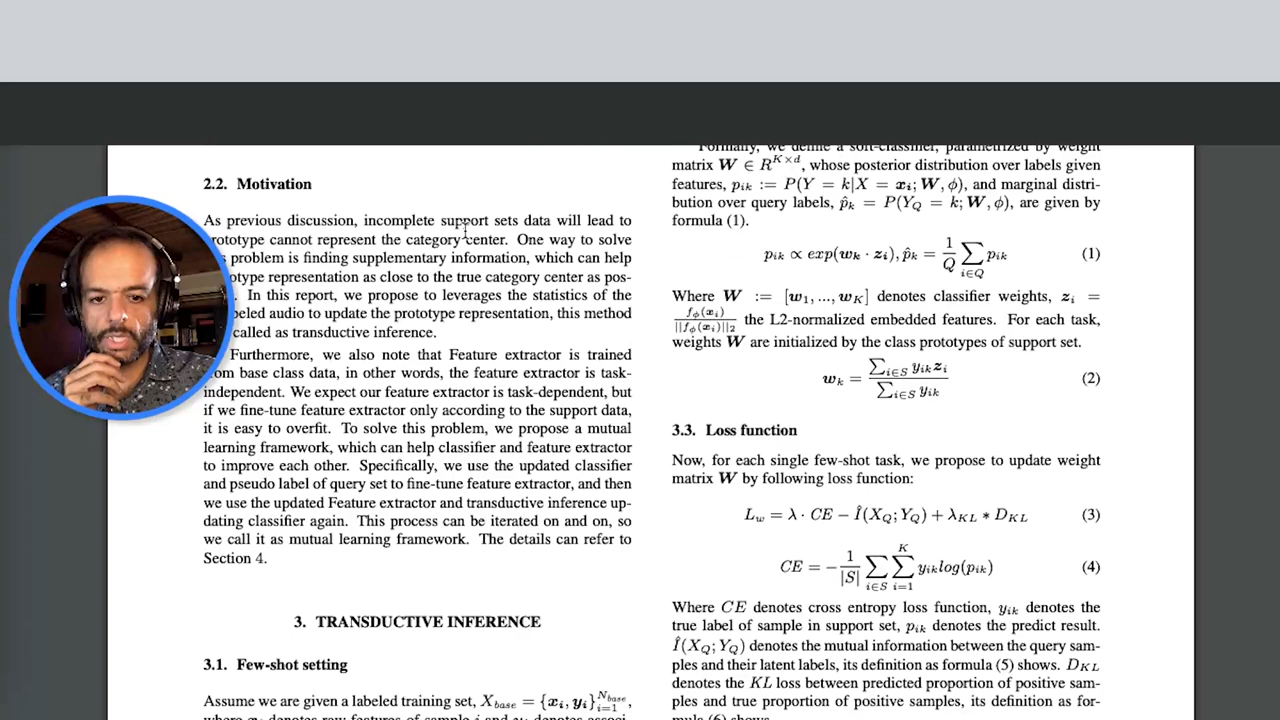 2.2. Motivation
As previous discussion, incomplete support sets data will lead to
rototype cannot represent the category center. One way to solve
problem is finding supplementary information, which can help
otype representation as close to the true category center as pos-
In this report, we propose to leverages the statistics of the
beled audio to update the prototype representation, this method
called as transductive inference.
Furthermore, we also note that Feature extractor is trained
om base class data, in other words, the feature extractor is task-
independent. We expect our feature extractor is task-dependent, but
if we fine-tune feature extractor only according to the support data,
it is easy to overfit. To solve this problem, we propose a mutual
learning framework, which can help classifier and feature extractor
to improve each other. Specifically, we use the updated classifier
and pseudo label of query set to fine-tune feature extractor, and then
we use the updated Feature extractor and transductive inference up-
dating classifier again. This process can be iterated on and on, so
we call it as mutual learning framework. The details can refer to
Section 4.
3. TRANSDUCTIVE INFERENCE
3.1. Few-shot setting
Assume we are given a labeled training set, X_base = {x_i, y_i}_{i=1}^{N_base},
Formally, we define a soft-classifier, parametrized by weight
matrix W ∈ R^{K×d}, whose posterior distribution over labels given
features, p_ik := P(Y = k|X = x_i; W, ϕ), and marginal distri-
bution over query labels, p̂_k = P(Y_Q = k; W, ϕ), are given by
formula (1).
p_ik ∝ exp(w_k · z_i), p̂_k = 1/Q ∑_{i∈Q} p_ik (1)
Where W := [w_1, ..., w_K] denotes classifier weights, z_i =
f_ϕ(x_i)/||f_ϕ(x_i)||_2 the L2-normalized embedded features. For each task,
weights W are initialized by the class prototypes of support set.
w_k = ∑_{i∈S} y_ik z_i / ∑_{i∈S} y_ik (2)
3.3. Loss function
Now, for each single few-shot task, we propose to update weight
matrix W by following loss function:
L_w = λ · CE − Î(X_Q; Y_Q) + λ_KL ∗ D_KL (3)
CE = − 1/|S| ∑_{i∈S} ∑_{i=1}^{K} y_ik log(p_ik) (4)
Where CE denotes cross entropy loss function, y_ik denotes the
true label of sample in support set, p_ik denotes the predict result.
Î(X_Q; Y_Q) denotes the mutual information between the query sam-
ples and their latent labels, its definition as formula (5) shows. D_KL
denotes the KL loss between predicted proportion of positive sam-
ples and true proportion of positive samples, its definition as for-
mula (6) shows.